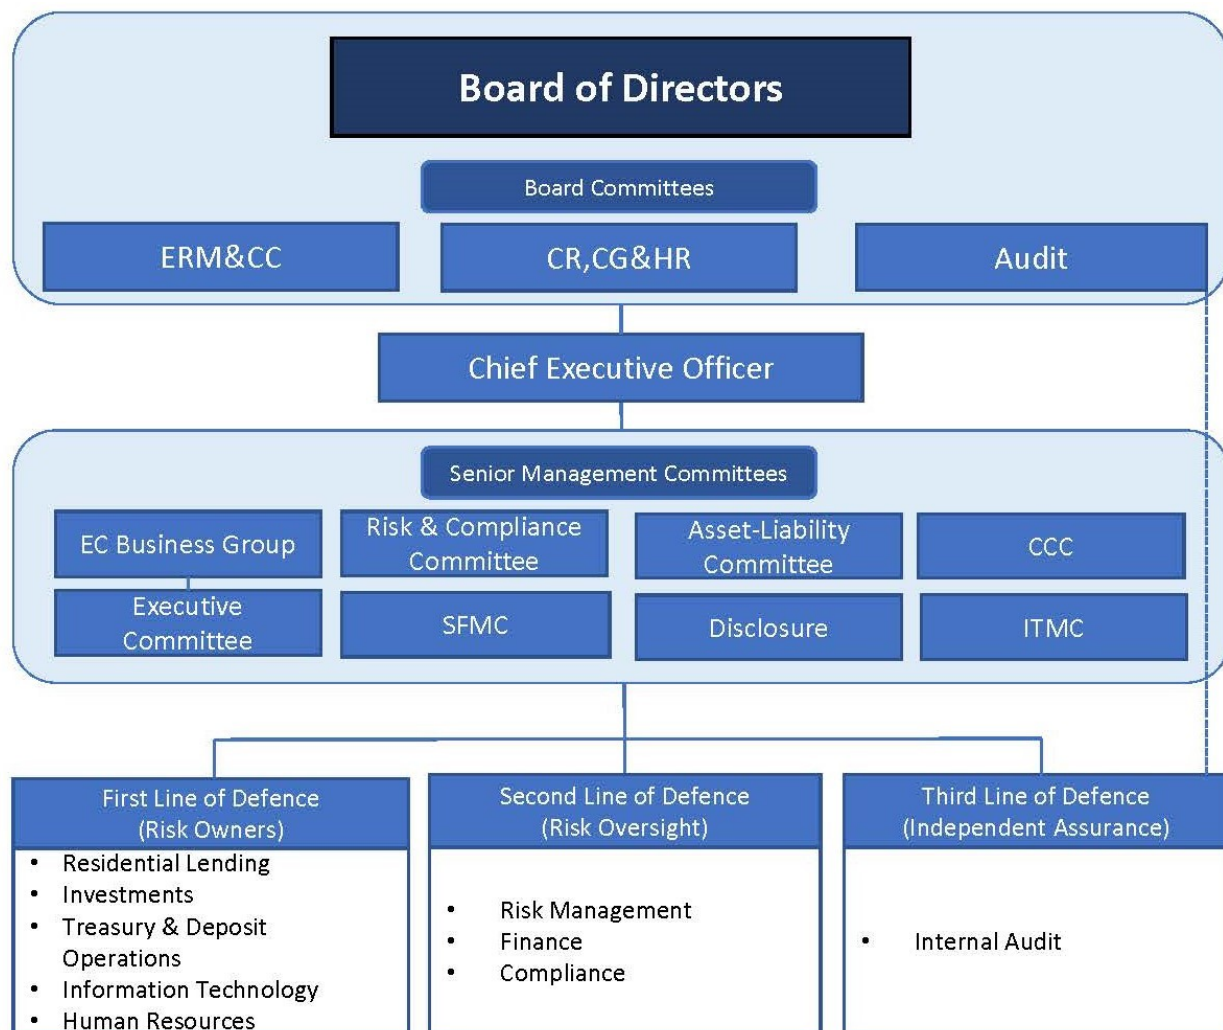 Board of Directors
Board Committees
ERM&CC
CR,CG&HR
Audit
Chief Executive Officer
Senior Management Committees
EC Business Group
Risk & Compliance
Committee
Asset-Liability
Committee
CCC
Executive
Committee
SFMC
Disclosure
ITMC
First Line of Defence
(Risk Owners)
• Residential Lending
• Investments
• Treasury & Deposit
Operations
• Information Technology
• Human Resources
Second Line of Defence
(Risk Oversight)
• Risk Management
• Finance
• Compliance
Third Line of Defence
(Independent Assurance)
• Internal Audit